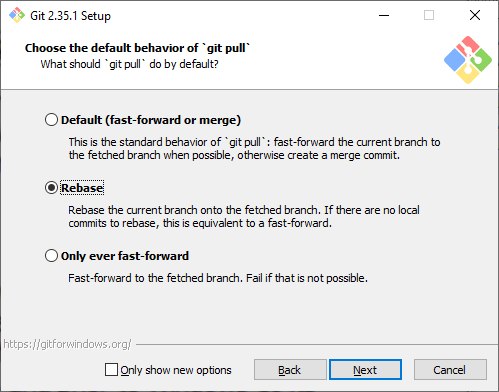 Git 2.35.1 Setup
Choose the default behavior of `git pull`
What should `git pull` do by default?
Default (fast-forward or merge)
This is the standard behavior of `git pull`: fast-forward the current branch to
the fetched branch when possible, otherwise create a merge commit.
Rebase
Rebase the current branch onto the fetched branch. If there are no local
commits to rebase, this is equivalent to a fast-forward.
Only ever fast-forward
Fast-forward to the fetched branch. Fail if that is not possible.
https://gitforwindows.org/
Only show new options
Back
Next
Cancel